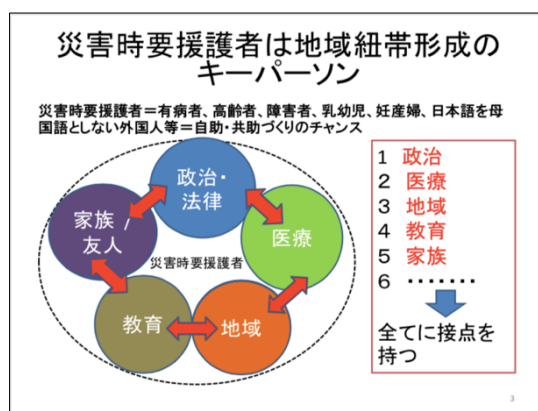 災害時要援護者は地域紐帯形成の
キーパーソン
災害時要援護者＝有病者、高齢者、障害者、乳幼児、妊産婦、日本語を母
国語としない外国人等＝自助・共助づくりのチャンス
政治・
法律
家族 /
友人
医療
災害時要援護者
教育
地域
1 政治
2 医療
3 地域
4 教育
5 家族
6 ・・・・・・・
全てに接点を
持つ
3